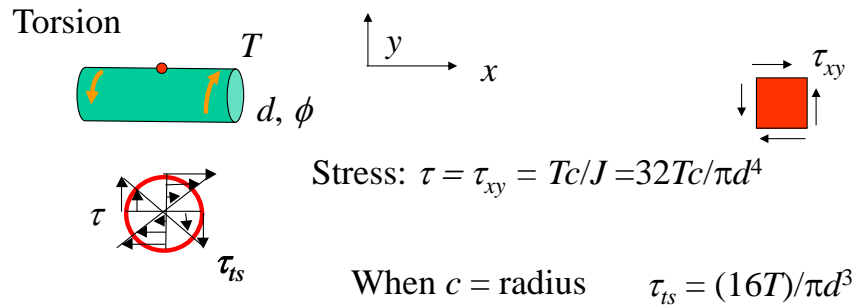 Torsion
T
y
x
τxy
d, ϕ
Stress: τ = τxy = Tc/J =32Tc/πd⁴
τ
τts
When c = radius τts = (16T)/πd³